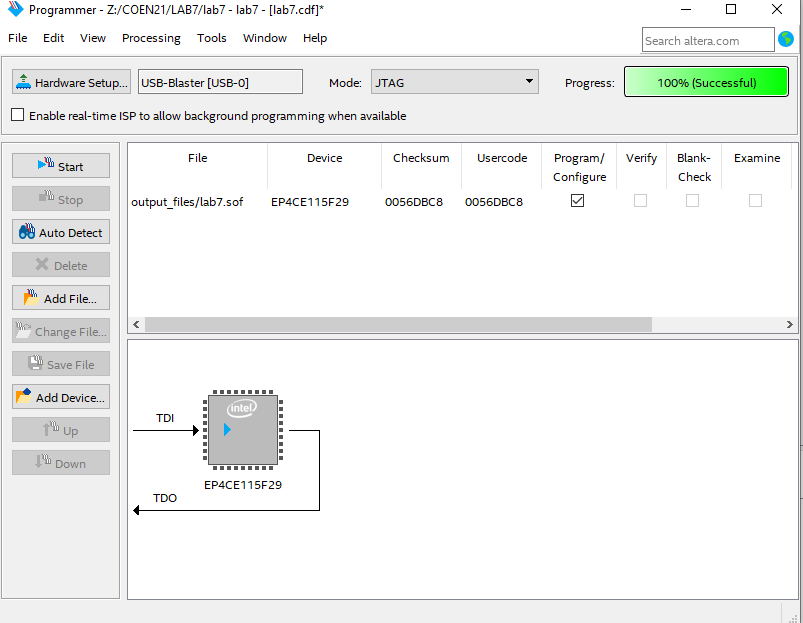 Programmer - Z:/COEN21/LAB7/lab7 - lab7 - [lab7.cdf]*
File Edit View Processing Tools Window Help
Search altera.com
Hardware Setup... USB-Blaster [USB-0] Mode: JTAG Progress: 100% (Successful)
Enable real-time ISP to allow background programming when available
Start
Stop
Auto Detect
Delete
Add File...
Change File...
Save File
Add Device...
Up
Down
File Device Checksum Usercode Program/ Verify Blank- Examine
Configure Check
output_files/lab7.sof EP4CE115F29 0056DBC8 0056DBC8
intel
TDI
EP4CE115F29
TDO